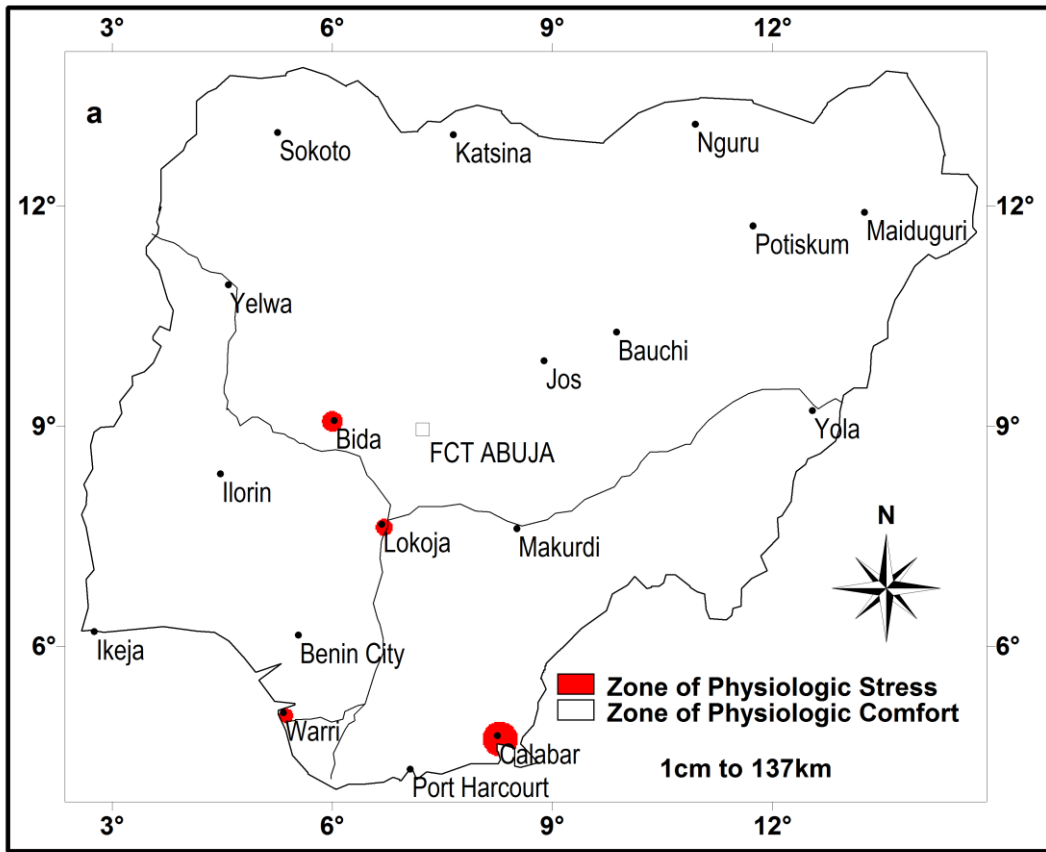 3° 6° 9° 12°
a
Sokoto
Katsina
Nguru
12° 12°
Potiskum
Maiduguri
Yelwa
Bauchi
Jos
9° 9°
Bida
FCT ABUJA
Yola
Ilorin
Lokoja
Makurdi
N
Ikeja
Benin City
6° 6°
Zone of Physiologic Stress
Zone of Physiologic Comfort
Warri
Calabar
1cm to 137km
Port Harcourt
3° 6° 9° 12°